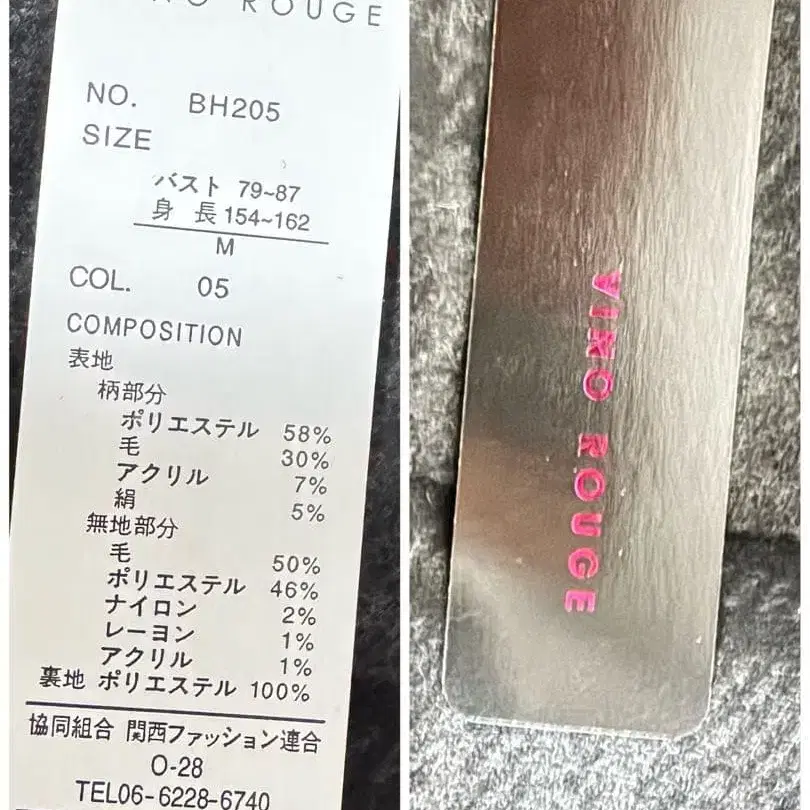 NO ROUGE
NO. BH205
SIZE
バスト 79~87
身 長 154~162
M
COL. 05
COMPOSITION
表地
柄部分
ポリエステル 58%
毛 30%
アクリル 7%
絹 5%
無地部分
毛 50%
ポリエステル 46%
ナイロン 2%
レーヨン 1%
アクリル 1%
裏地 ポリエステル 100%
協同組合 関西ファッション連合
O-28
TEL06-6228-6740
VINO ROUGE